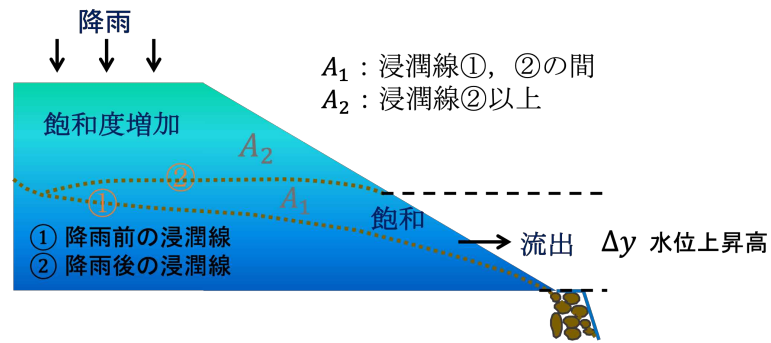 降雨
A₁：浸潤線①，②の間
A₂：浸潤線②以上
飽和度増加
A₂
②
A₁
①
飽和
① 降雨前の浸潤線
② 降雨後の浸潤線
流出
Δy 水位上昇高